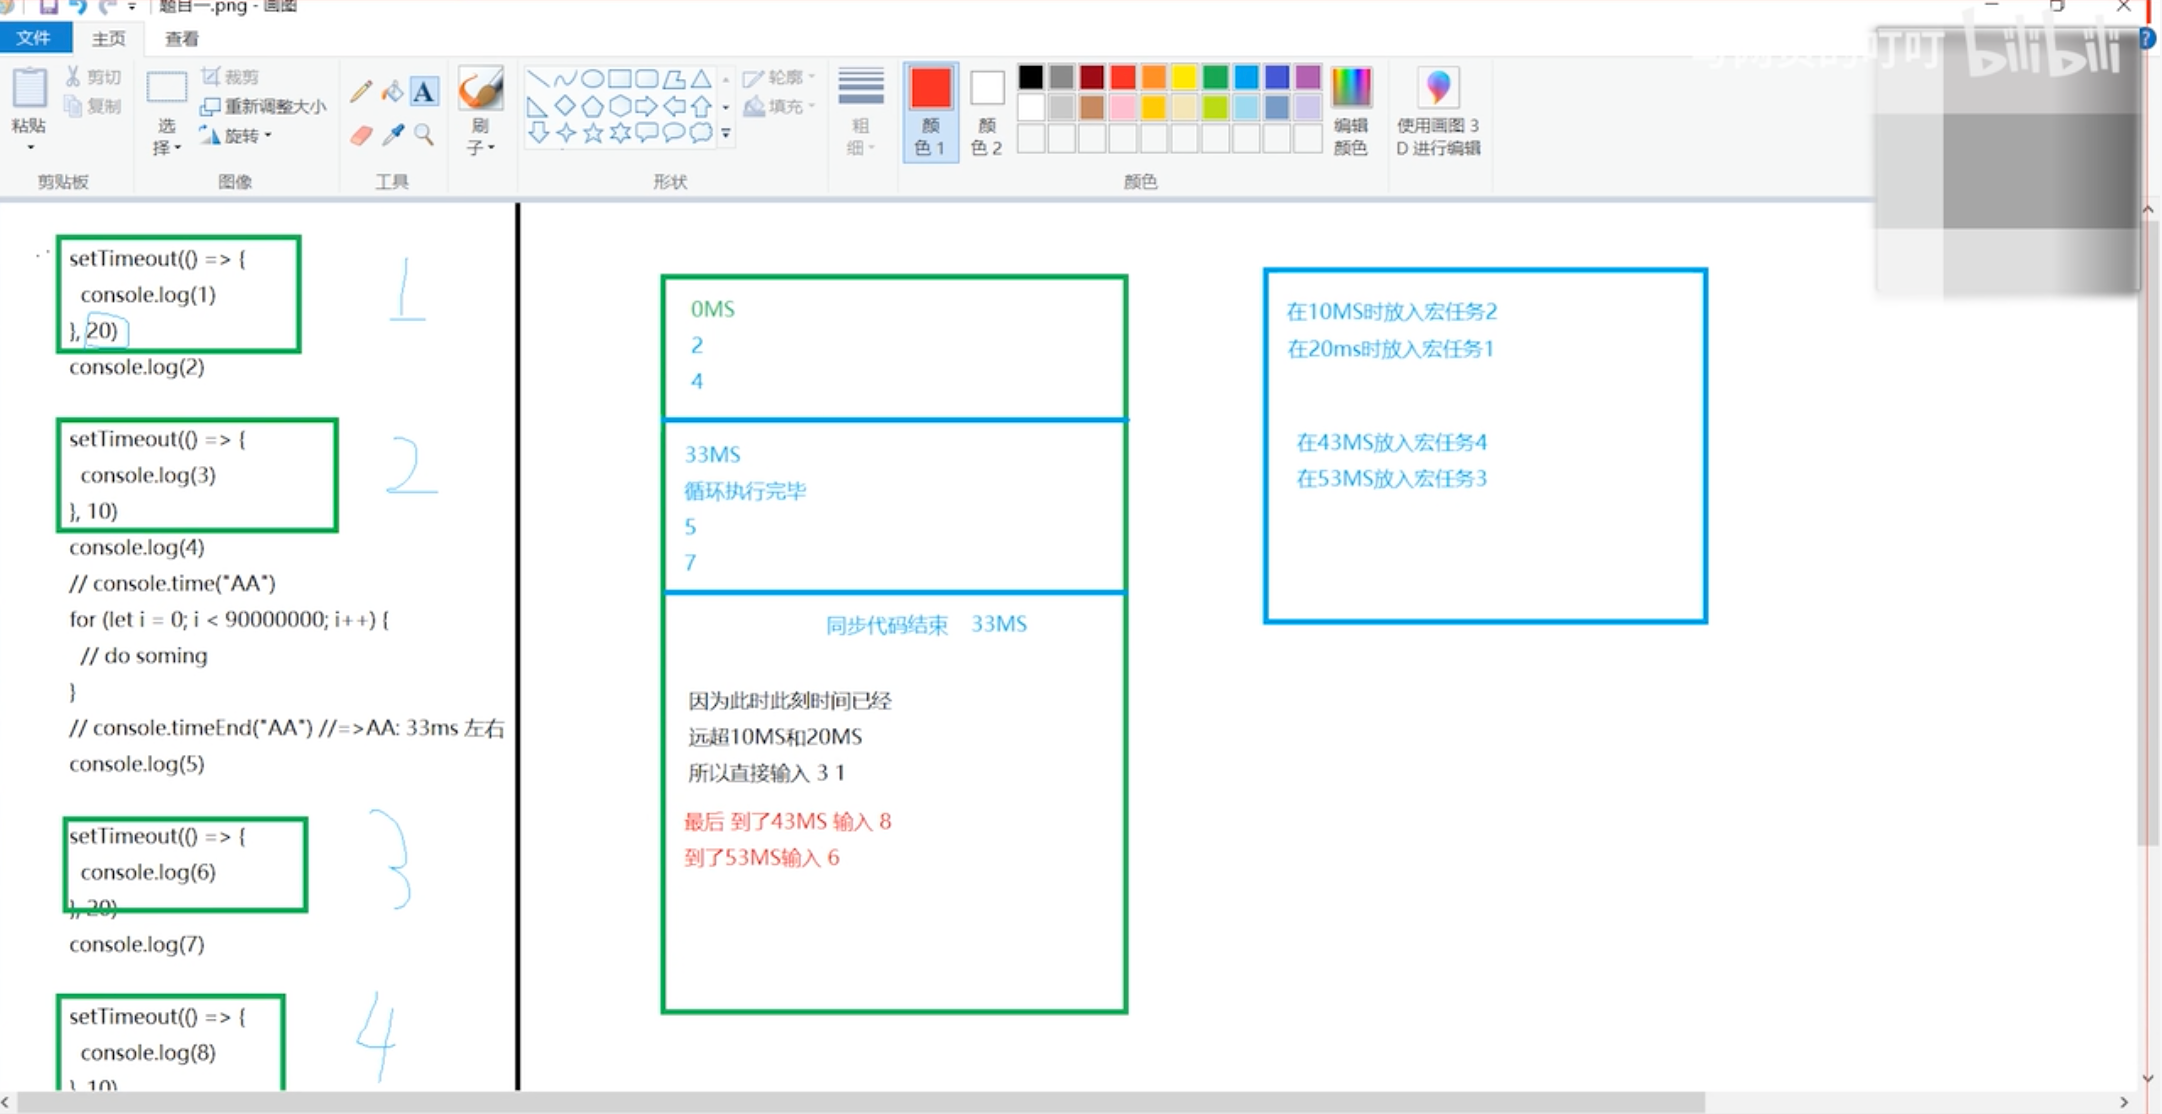 题目一.png - 画图
文件
主页
查看
bilibili
粘贴
剪切
复制
剪贴板
选择
裁剪
重新调整大小
旋转
图像
A
工具
刷子
轮廓
填充
形状
粗细
颜色 1
颜色 2
编辑颜色
颜色
使用画图 3 D 进行编辑
setTimeout(() => {
console.log(1)
}, 20)
console.log(2)
setTimeout(() => {
console.log(3)
}, 10)
console.log(4)
// console.time("AA")
for (let i = 0; i < 90000000; i++) {
// do soming
}
// console.timeEnd("AA") //=>AA: 33ms 左右
console.log(5)
setTimeout(() => {
console.log(6)
}, 20)
console.log(7)
setTimeout(() => {
console.log(8)
}, 10)
1
2
3
4
0MS
2
4
33MS
循环执行完毕
5
7
同步代码结束 33MS
因为此时此刻时间已经
远超10MS和20MS
所以直接输入 3 1
最后 到了43MS 输入 8
到了53MS输入 6
在10MS时放入宏任务2
在20ms时放入宏任务1
在43MS放入宏任务4
在53MS放入宏任务3